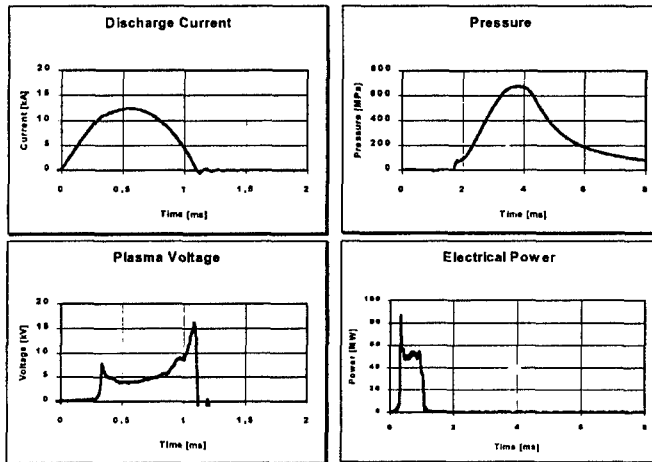 Discharge Current
20
15
10
5
0
Current [kA]
0 0,5 1 1,5 2
Time [ms]
Pressure
800
600
400
200
0
Pressure [MPa]
0 2 4 6 8
Time [ms]
Plasma Voltage
20
15
10
5
0
Voltage [kV]
0 0,5 1 1,5 2
Time [ms]
Electrical Power
100
80
60
40
20
0
Power [MW]
0 2 4 6 8
Time [ms]